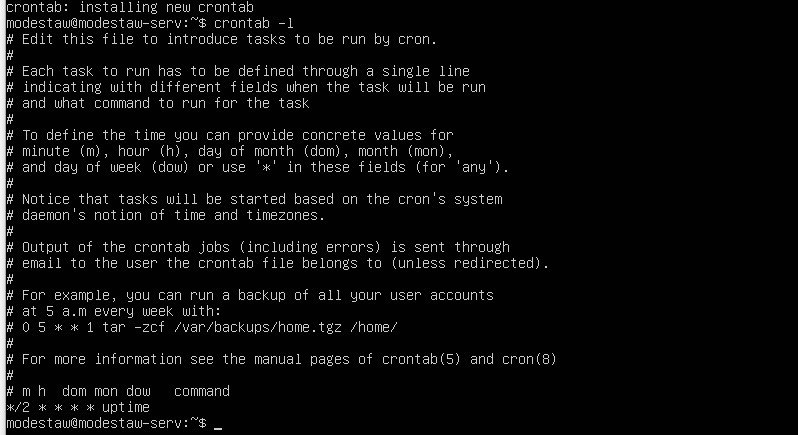 crontab: installing new crontab
modestaw@modestaw-serv:~$ crontab -l
# Edit this file to introduce tasks to be run by cron.
#
# Each task to run has to be defined through a single line
# indicating with different fields when the task will be run
# and what command to run for the task
#
# To define the time you can provide concrete values for
# minute (m), hour (h), day of month (dom), month (mon),
# and day of week (dow) or use '*' in these fields (for 'any').
#
# Notice that tasks will be started based on the cron's system
# daemon's notion of time and timezones.
#
# Output of the crontab jobs (including errors) is sent through
# email to the user the crontab file belongs to (unless redirected).
#
# For example, you can run a backup of all your user accounts
# at 5 a.m every week with:
# 0 5 * * 1 tar -zcf /var/backups/home.tgz /home/
#
# For more information see the manual pages of crontab(5) and cron(8)
#
# m h  dom mon dow   command
*/2 * * * * uptime
modestaw@modestaw-serv:~$ _